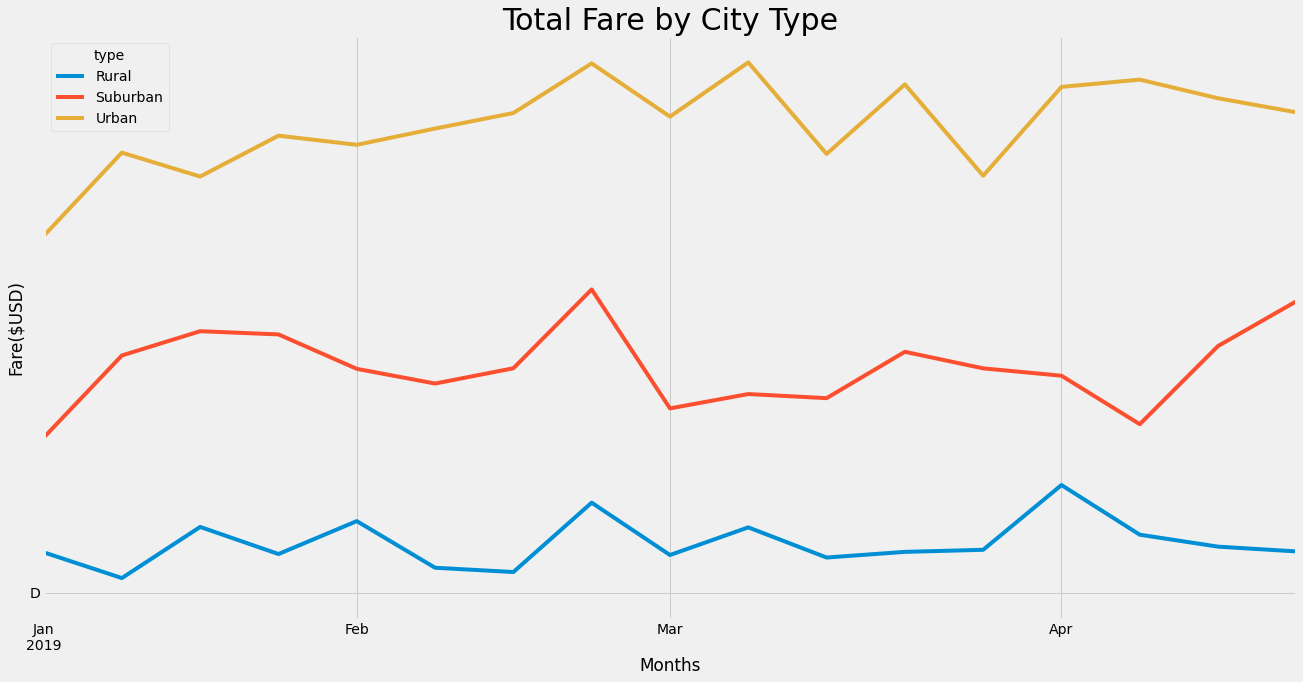 Total Fare by City Type
type
Rural
Suburban
Urban
Fare($USD)
D
Jan
2019
Feb
Mar
Apr
Months